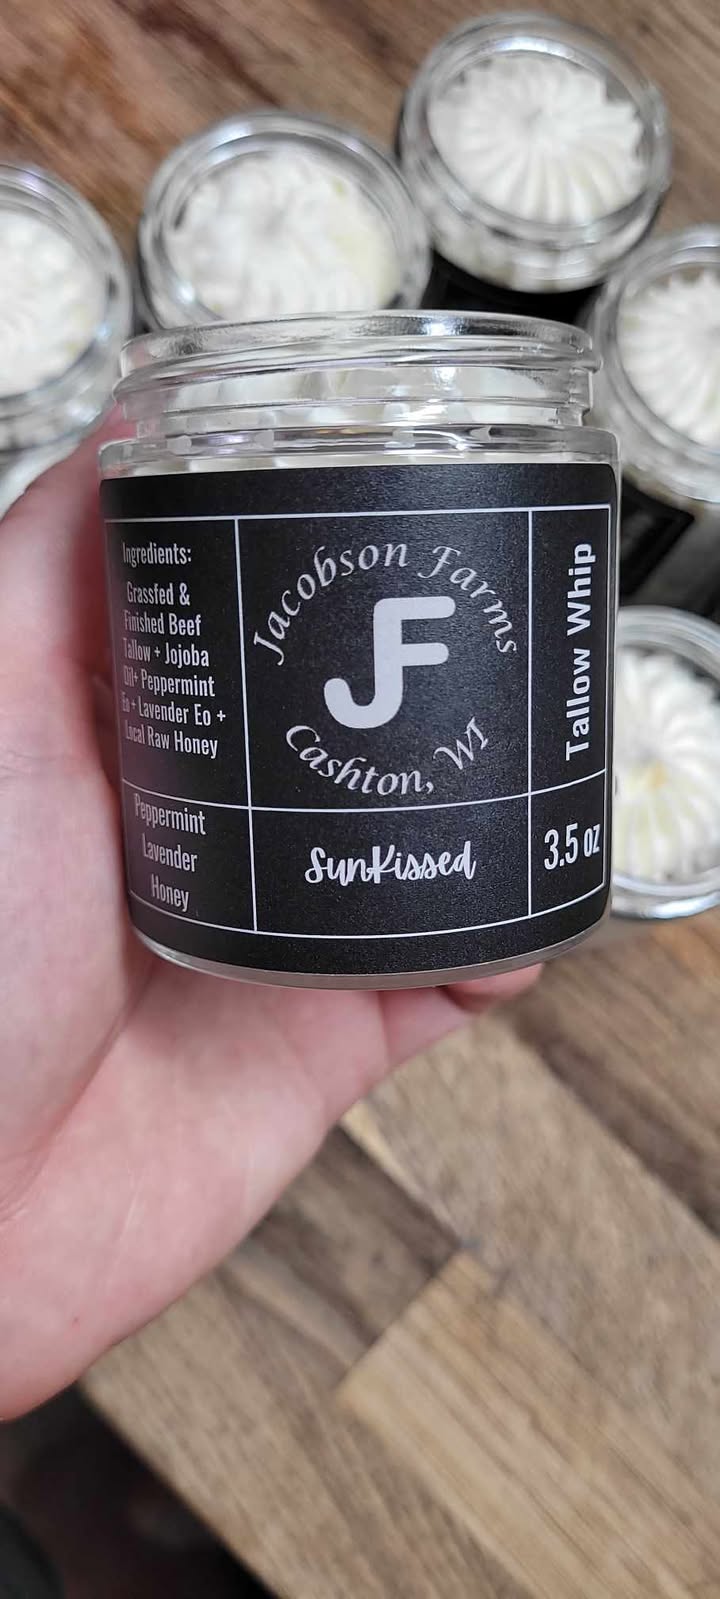 Ingredients:
Grassfed &
Finished Beef
Tallow + Jojoba
Oil+ Peppermint
Eo + Lavender Eo +
Local Raw Honey
Peppermint
Lavender
Honey
Jacobson Farms
JF
Cashton, WI
SunKissed
Tallow Whip
3.5 oz